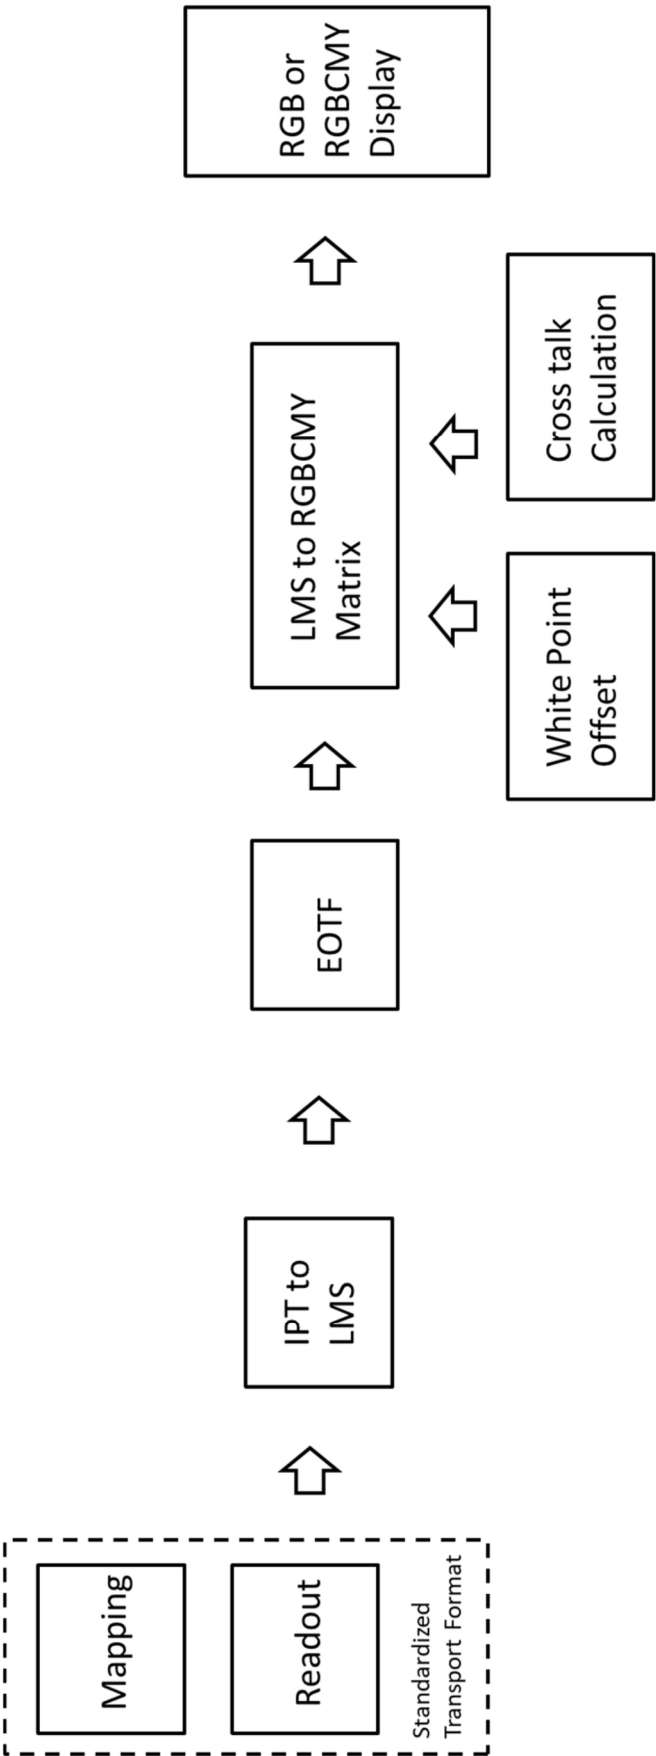 Mapping
Readout
Standardized
Transport Format
IPT to
LMS
EOTF
LMS to RGBCMY
Matrix
White Point
Offset
Cross talk
Calculation
RGB or
RGBCMY
Display